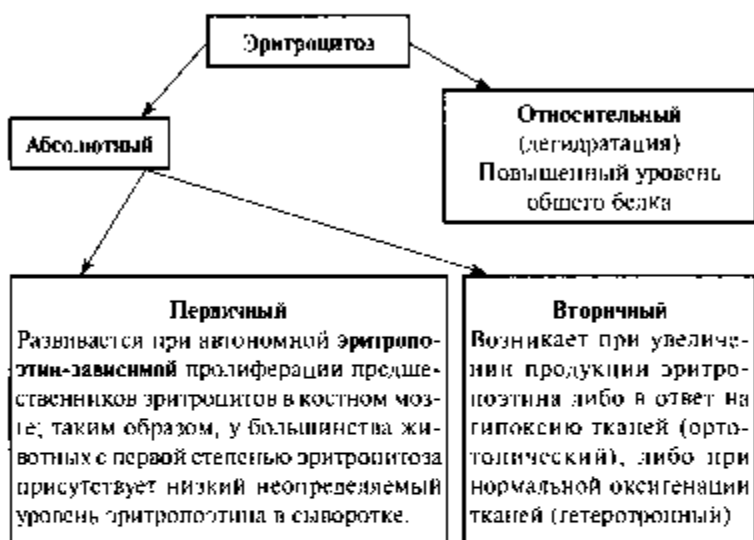 Эритроцитоз
Абсолютный
Относительный
(дегидратация)
Повышенный уровень
общего белка
Первичный
Развивается при автономной эритропо-
этин-зависимой пролиферации предше-
ственников эритроцитов в костном моз-
ге; таким образом, у большинства жи-
вотных с первой степенью эритроцитоза
присутствует низкий неопределяемый
уровень эритропоэтина в сыворотке.
Вторичный
Возникает при увеличе-
нии продукции эритро-
поэтина либо в ответ на
гипоксию тканей (орто-
топический), либо при
нормальной оксигенации
тканей (гетеротропный)